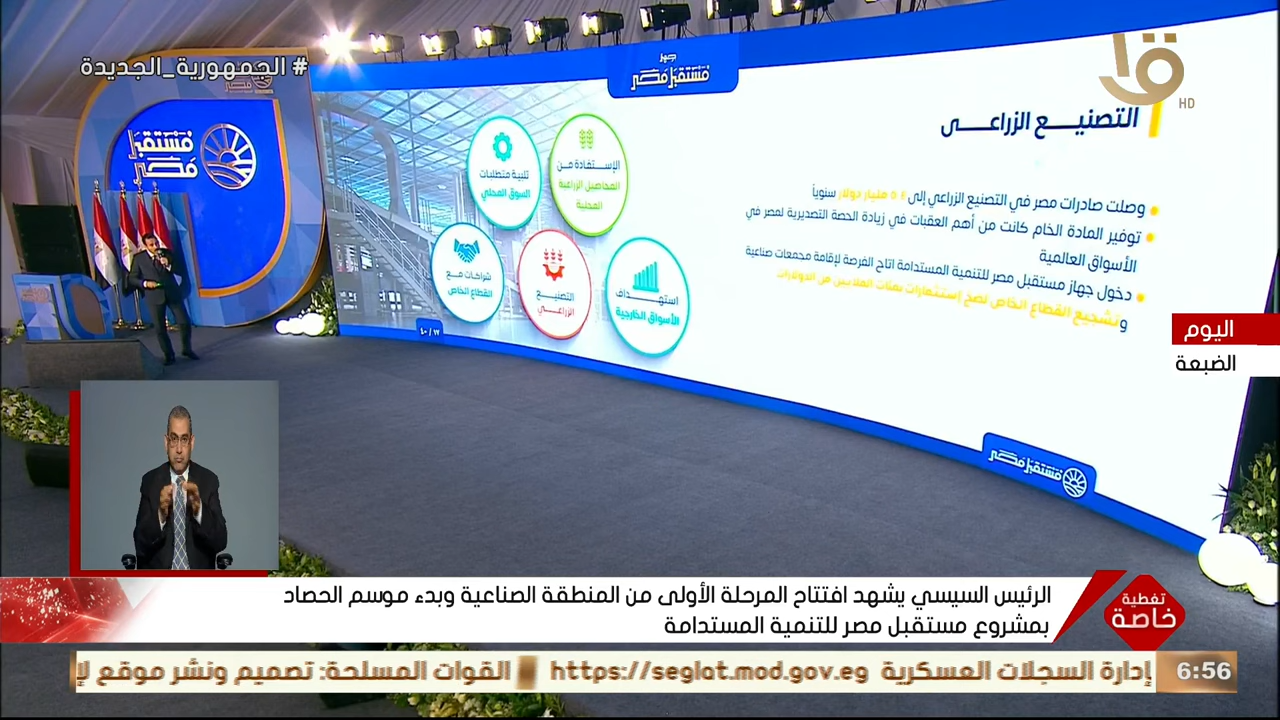 #الجمهورية_الجديدة
HD
جهاز
مستقبل مصر
مستقبل
مصر
التصنيع الزراعى
وصلت صادرات مصر في التصنيع الزراعي إلى مليار دولار سنوياً
توفير المادة الخام كانت من أهم العقبات في زيادة الحصة التصديرية لمصر في
الأسواق العالمية
دخول جهاز مستقبل مصر للتنمية المستدامة اتاح الفرصة لإقامة مجمعات صناعية
وتشجيع القطاع الخاص لضخ إستثمارات بمئات الملايين من الدولارات
الإستفادة من
المحاصيل الزراعية
المحلية
تلبية متطلبات
السوق المحلي
شراكات مع
القطاع الخاص
التصنيع
الزراعي
استهداف
الأسواق الخارجية
مستقبل مصر
اليوم
الضبعة
تغطية
خاصة
الرئيس السيسي يشهد افتتاح المرحلة الأولى من المنطقة الصناعية وبدء موسم الحصاد
بمشروع مستقبل مصر للتنمية المستدامة
6:56
إدارة السجلات العسكرية https://seglat.mod.gov.eg القوات المسلحة: تصميم ونشر موقع لإ